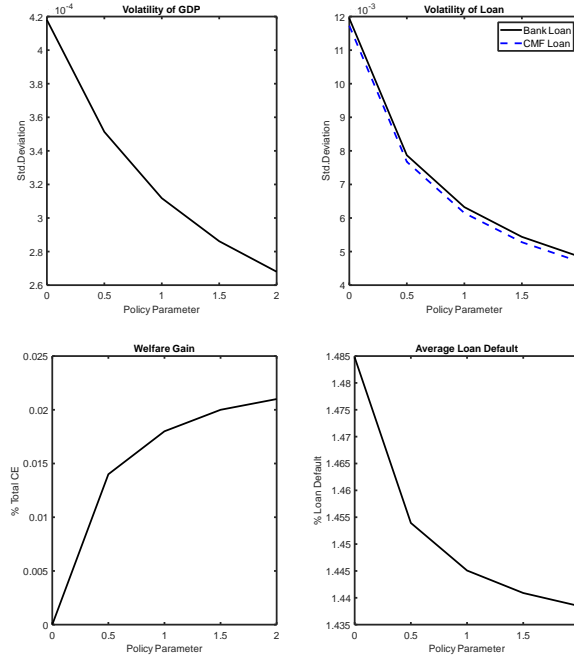 Volatility of GDP
4.2 ×10^-4
4
3.8
3.6
3.4
3.2
3
2.8
2.6
Std.Deviation
0 0.5 1 1.5 2
Policy Parameter
Volatility of Loan
12 ×10^-3
11
10
9
8
7
6
5
4
Std.Deviation
Bank Loan
CMF Loan
0 0.5 1 1.5
Policy Parameter
Welfare Gain
0.025
0.02
0.015
0.01
0.005
0
% Total CE
0 0.5 1 1.5 2
Policy Parameter
Average Loan Default
1.485
1.48
1.475
1.47
1.465
1.46
1.455
1.45
1.445
1.44
1.435
% Loan Default
0 0.5 1 1.5
Policy Parameter